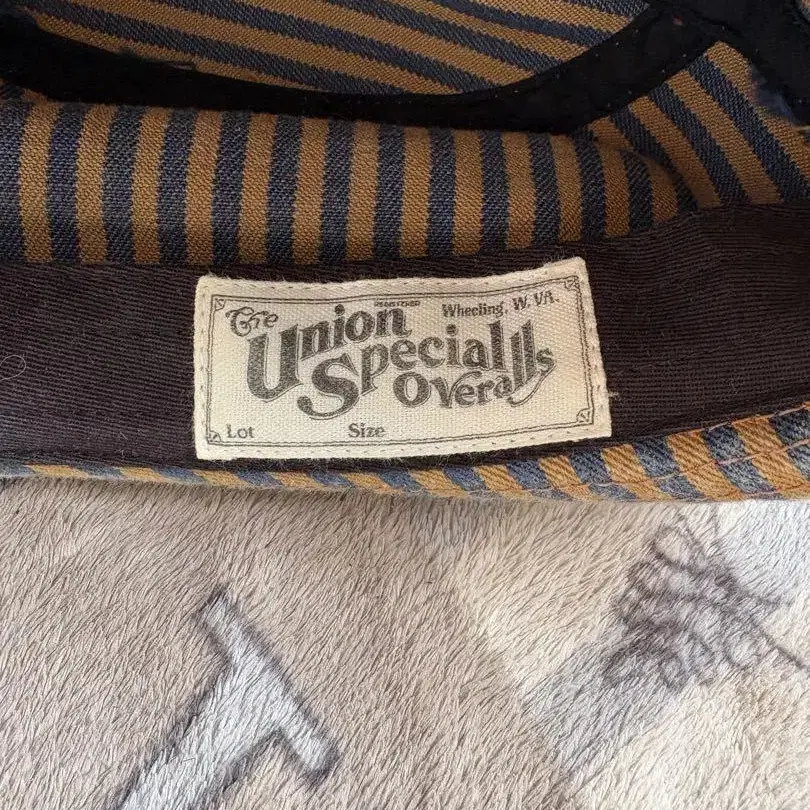 REGISTERED
The
Wheeling, W. VA.
Union
Special
Overalls
Lot
Size